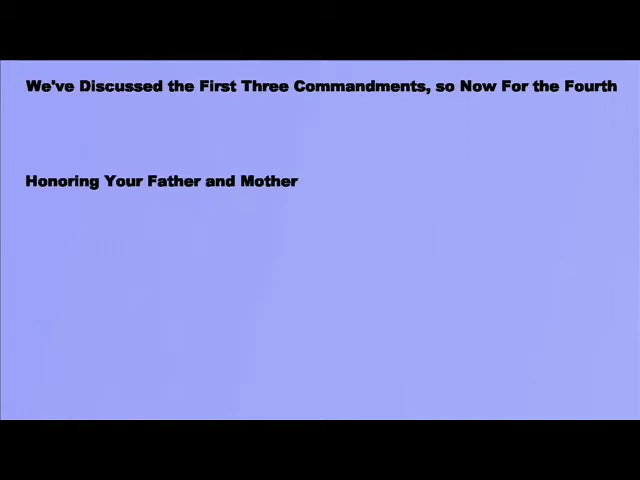 We've Discussed the First Three Commandments, so Now For the Fourth
Honoring Your Father and Mother